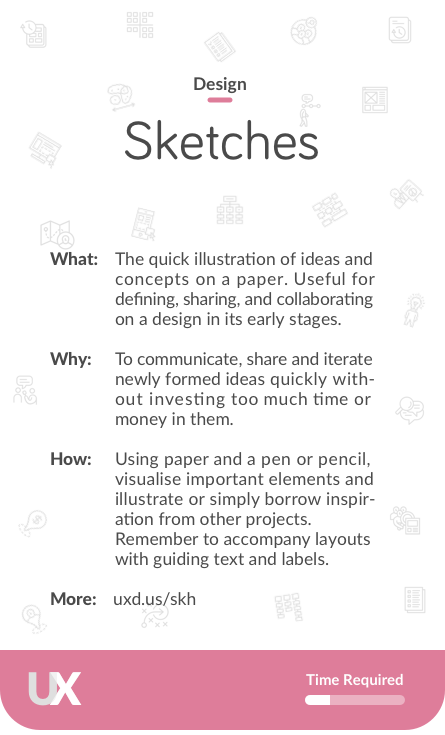 Design
Sketches
What: The quick illustration of ideas and
concepts on a paper. Useful for
defining, sharing, and collaborating
on a design in its early stages.
Why: To communicate, share and iterate
newly formed ideas quickly with-
out investing too much time or
money in them.
How: Using paper and a pen or pencil,
visualise important elements and
illustrate or simply borrow inspir-
ation from other projects.
Remember to accompany layouts
with guiding text and labels.
More: uxd.us/skh
UX
Time Required